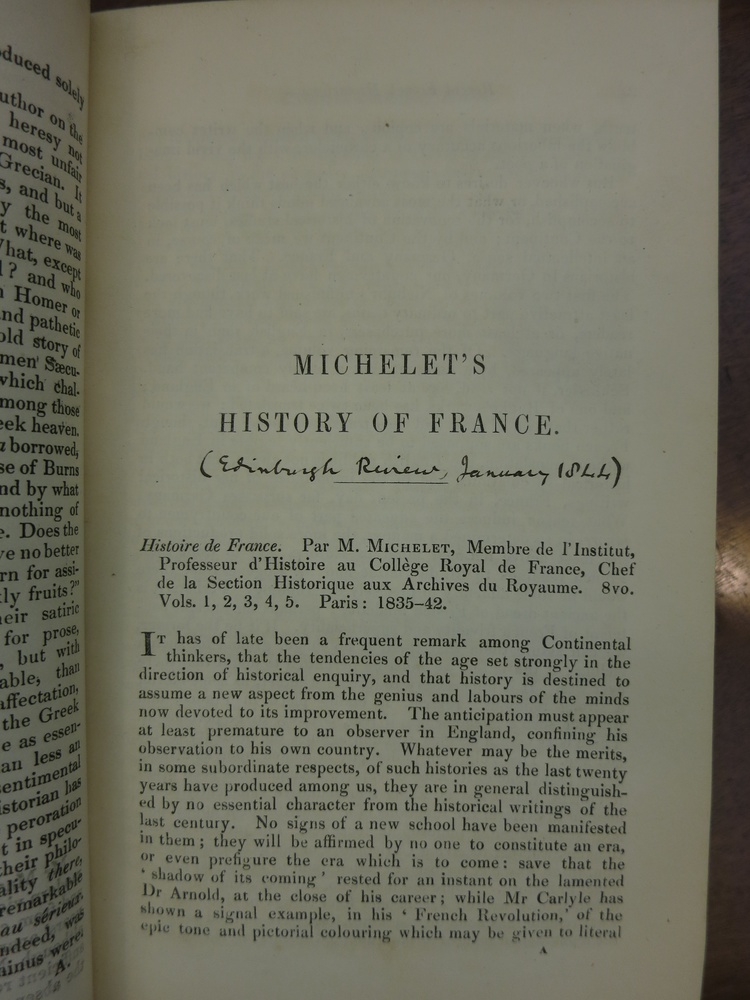 duced solely
uthor on the
heresy not
most unfair
Grecian. It
s, and but a
y the most
t where was
What, except
l? and who
n Homer or
nd pathetic
old story of
men' Sæcu-
which chal-
mong those
eek heaven.
borrowed,
se of Burns
nd by what
nothing of
e. Does the
ve no better
rn for assi-
tly fruits?"
heir satiric
for prose,
, but with
able, than
affectation,
the Greek
e as essen-
an less an
sentimental
istorian has
peroration
t in specu-
their philo-
ality there,
remarkable
au sérieux.
ndeed, was
ainus were.
A.
MICHELET'S
HISTORY OF FRANCE.
(Edinburgh Review, January 1844)
Histoire de France. Par M. MICHELET, Membre de l'Institut,
Professeur d'Histoire au Collège Royal de France, Chef
de la Section Historique aux Archives du Royaume. 8vo.
Vols. 1, 2, 3, 4, 5. Paris: 1835-42.
IT has of late been a frequent remark among Continental
thinkers, that the tendencies of the age set strongly in the
direction of historical enquiry, and that history is destined to
assume a new aspect from the genius and labours of the minds
now devoted to its improvement. The anticipation must appear
at least premature to an observer in England, confining his
observation to his own country. Whatever may be the merits,
in some subordinate respects, of such histories as the last twenty
years have produced among us, they are in general distinguish-
ed by no essential character from the historical writings of the
last century. No signs of a new school have been manifested
in them; they will be affirmed by no one to constitute an era,
or even prefigure the era which is to come: save that the
'shadow of its coming' rested for an instant on the lamented
Dr Arnold, at the close of his career; while Mr Carlyle has
shown a signal example, in his 'French Revolution,' of the
epic tone and pictorial colouring which may be given to literal
A